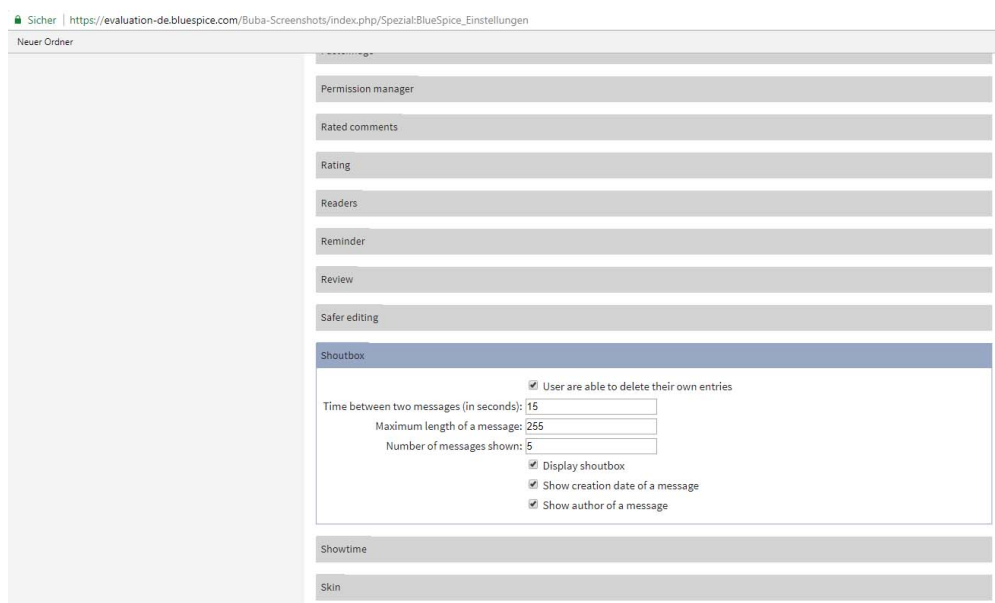 Sicher | https://evaluation-de.bluespice.com/Buba-Screenshots/index.php/Spezial:BlueSpice_Einstellungen
Neuer Ordner
Permission manager
Rated comments
Rating
Readers
Reminder
Review
Safer editing
Shoutbox
User are able to delete their own entries
Time between two messages (in seconds): 15
Maximum length of a message: 255
Number of messages shown: 5
Display shoutbox
Show creation date of a message
Show author of a message
Showtime
Skin